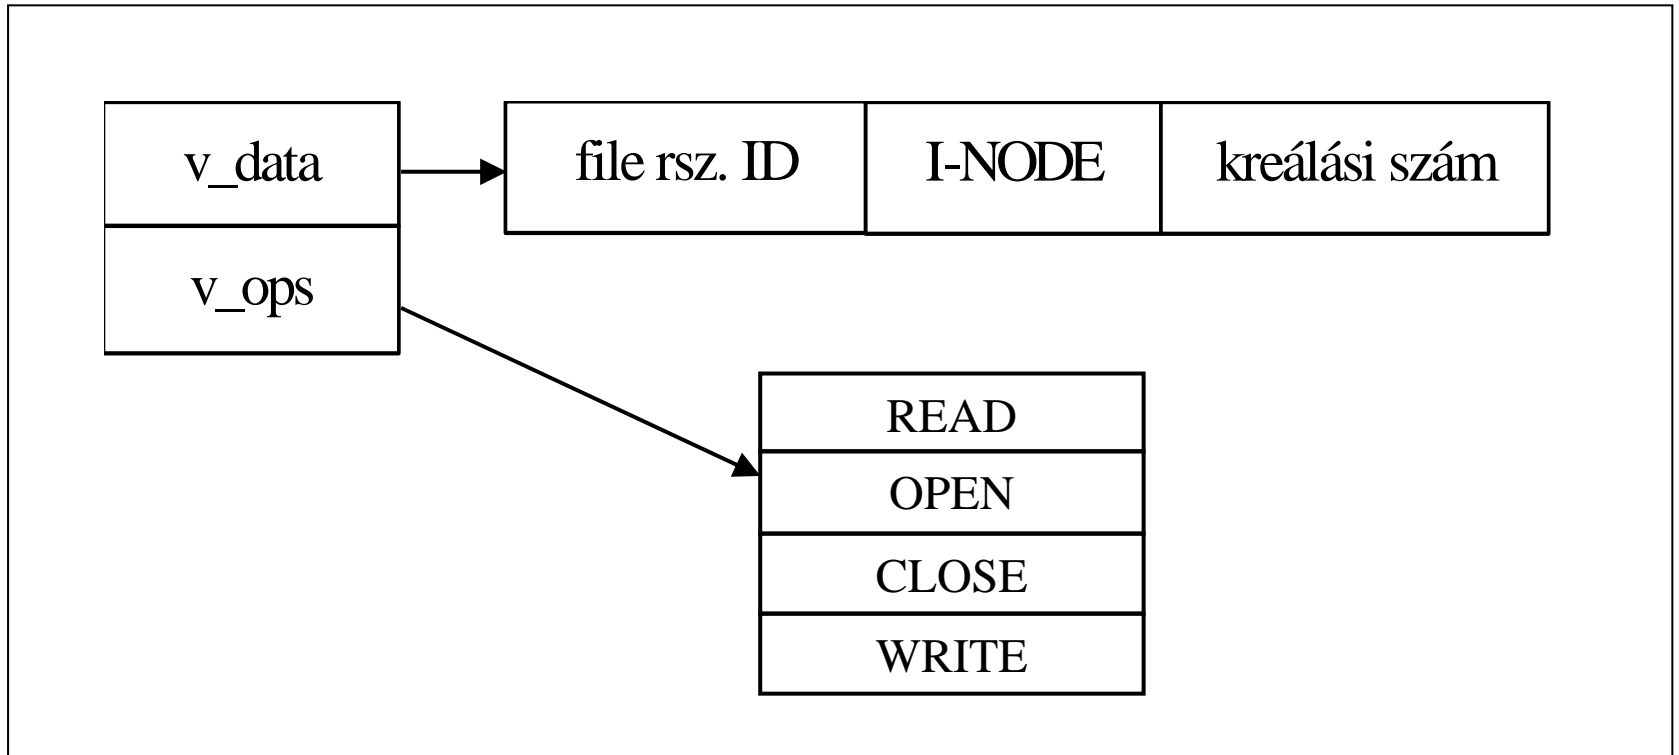 v_data
file rsz. ID
I-NODE
kreálási szám
v_ops
READ
OPEN
CLOSE
WRITE